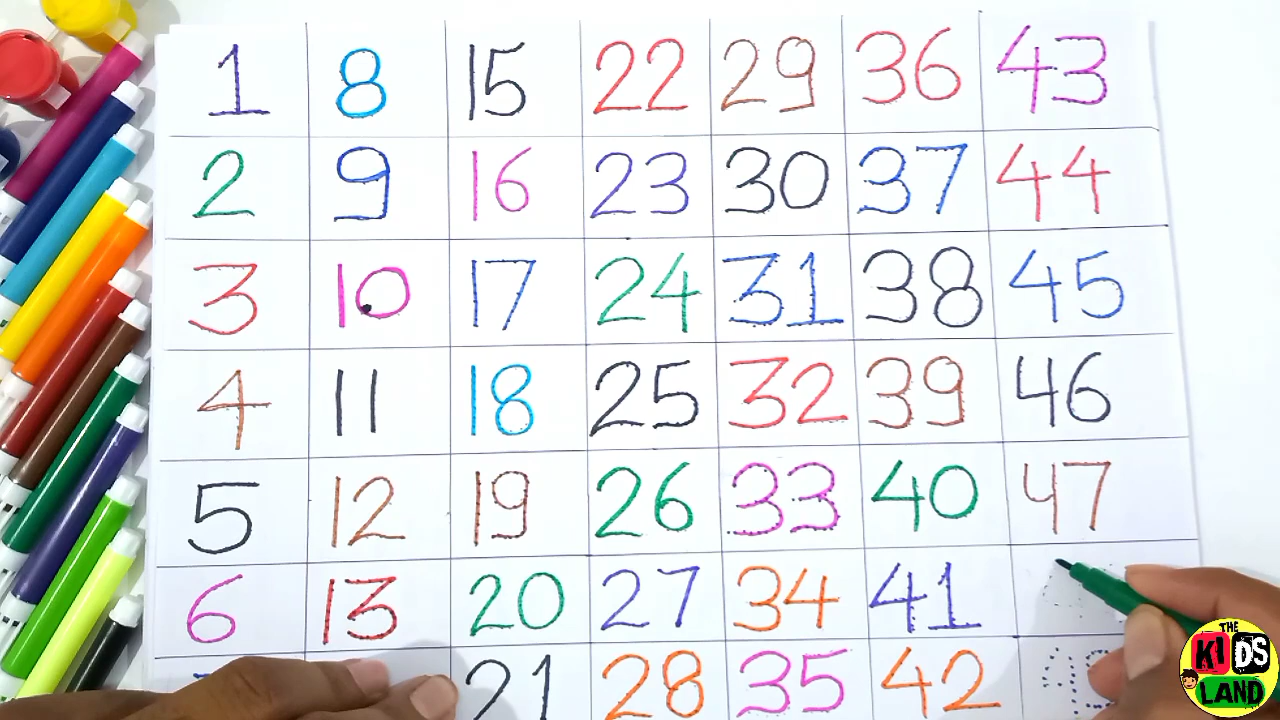 1 8 15 22 29 36 43
2 9 16 23 30 37 44
3 10 17 24 31 38 45
4 11 18 25 32 39 46
5 12 19 26 33 40 47
6 13 20 27 34 41
21 28 35 42
THE
KIDS
LAND